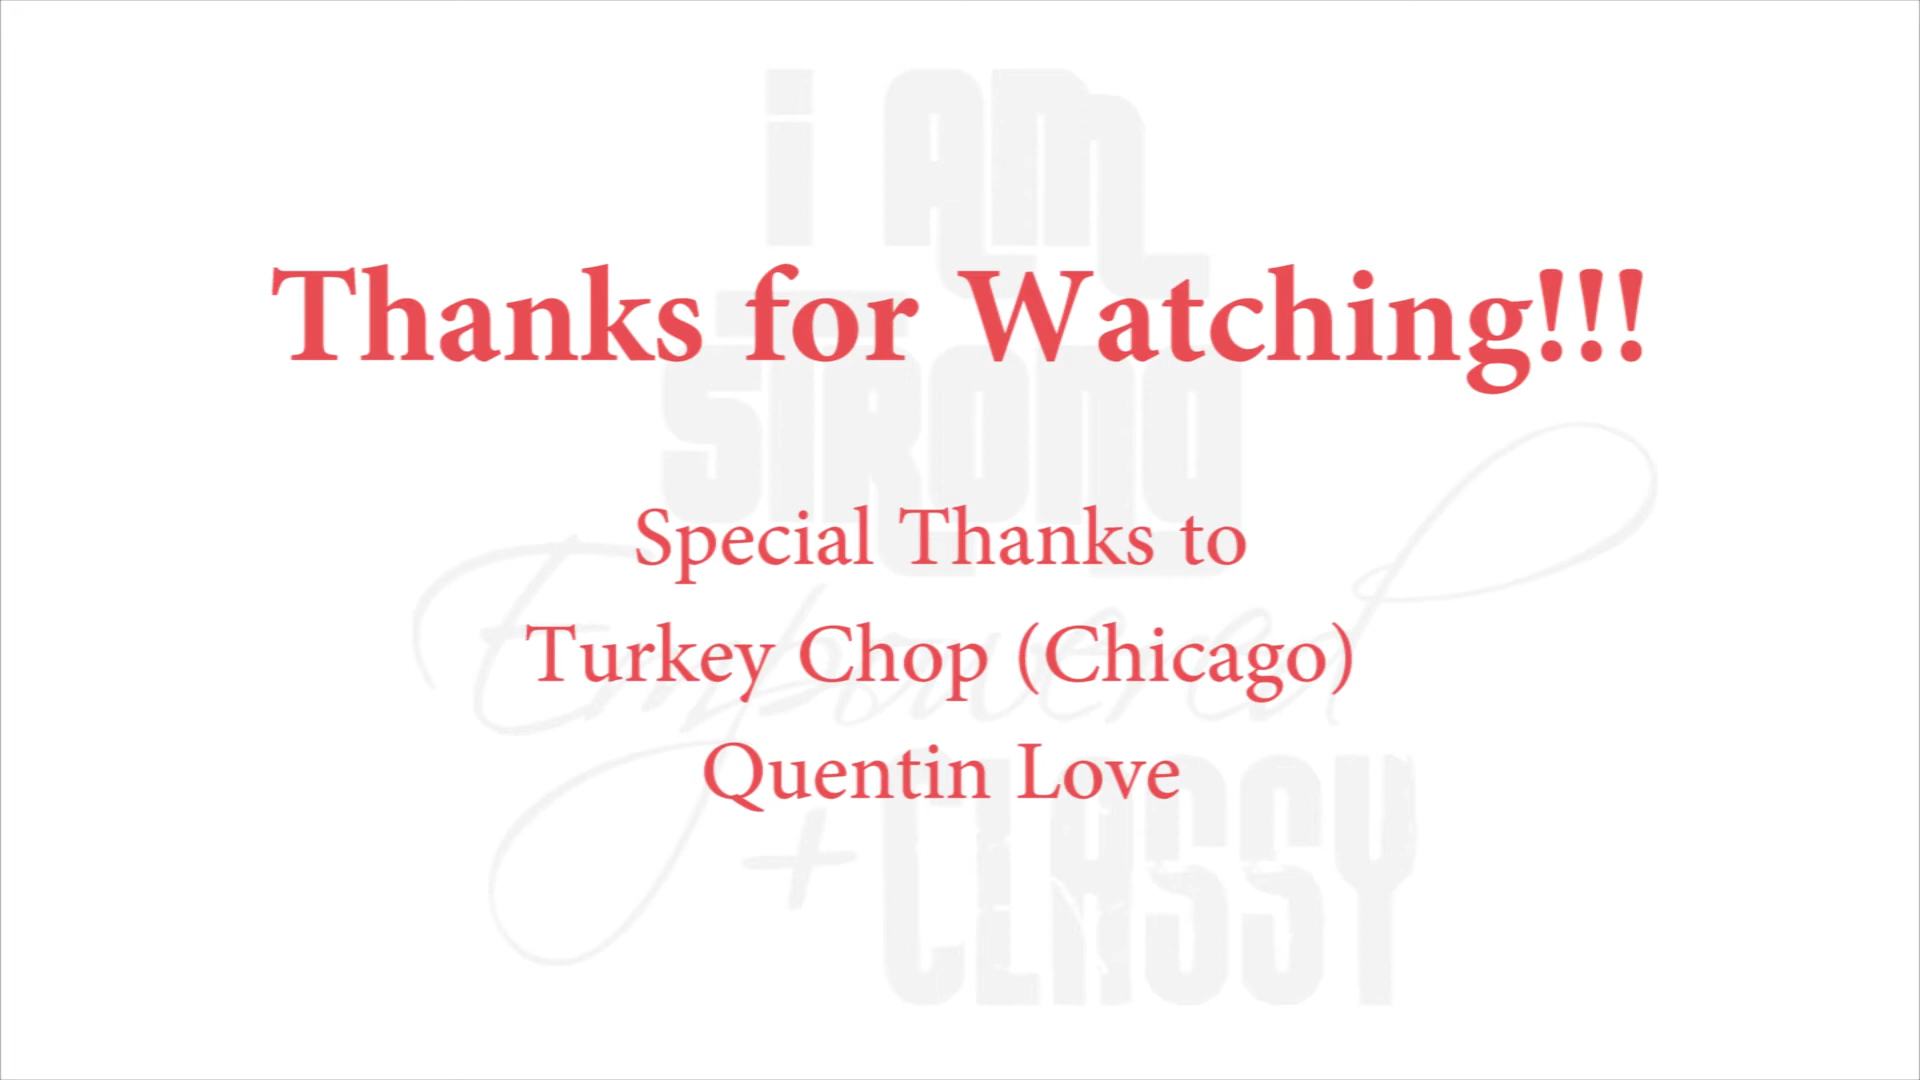 i AM
Thanks for Watching!!!
STRONG
Special Thanks to
Empowered
Turkey Chop (Chicago)
Quentin Love
+CLASSY